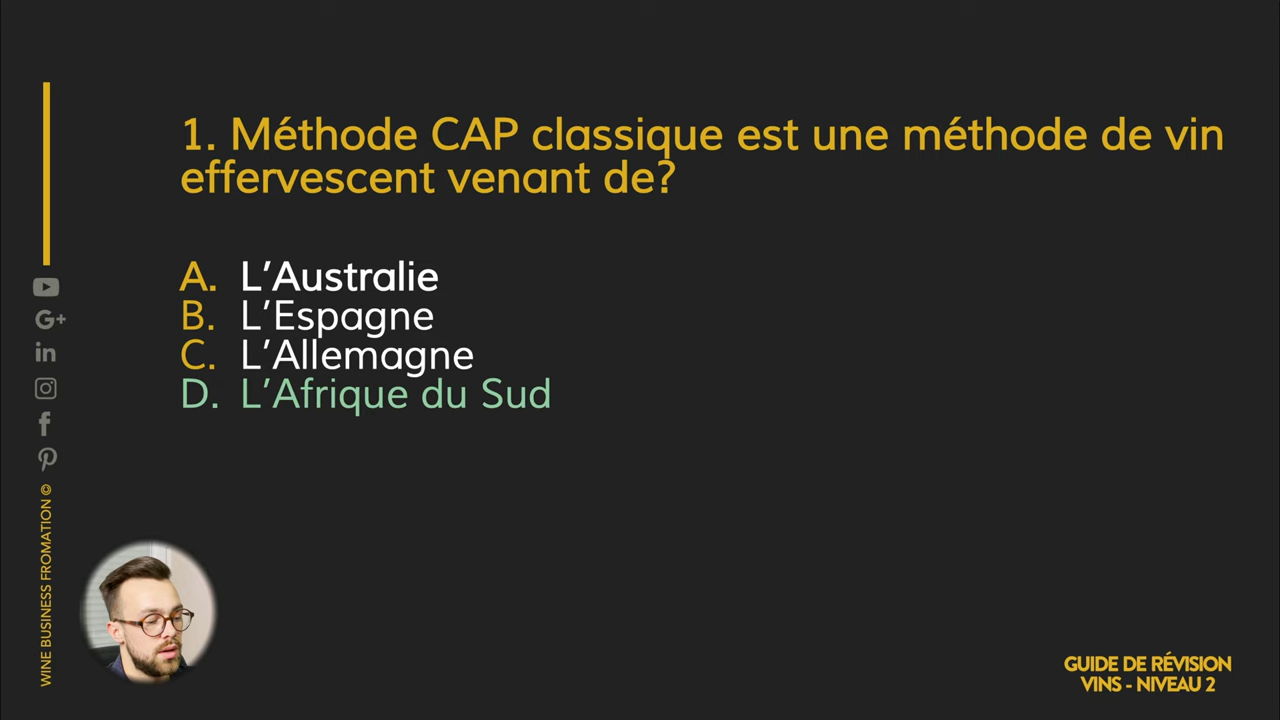 1. Méthode CAP classique est une méthode de vin
effervescent venant de?
A. L’Australie
B. L’Espagne
C. L’Allemagne
D. L’Afrique du Sud
G+
in
f
WINE BUSINESS FROMATION ©
GUIDE DE RÉVISION
VINS - NIVEAU 2